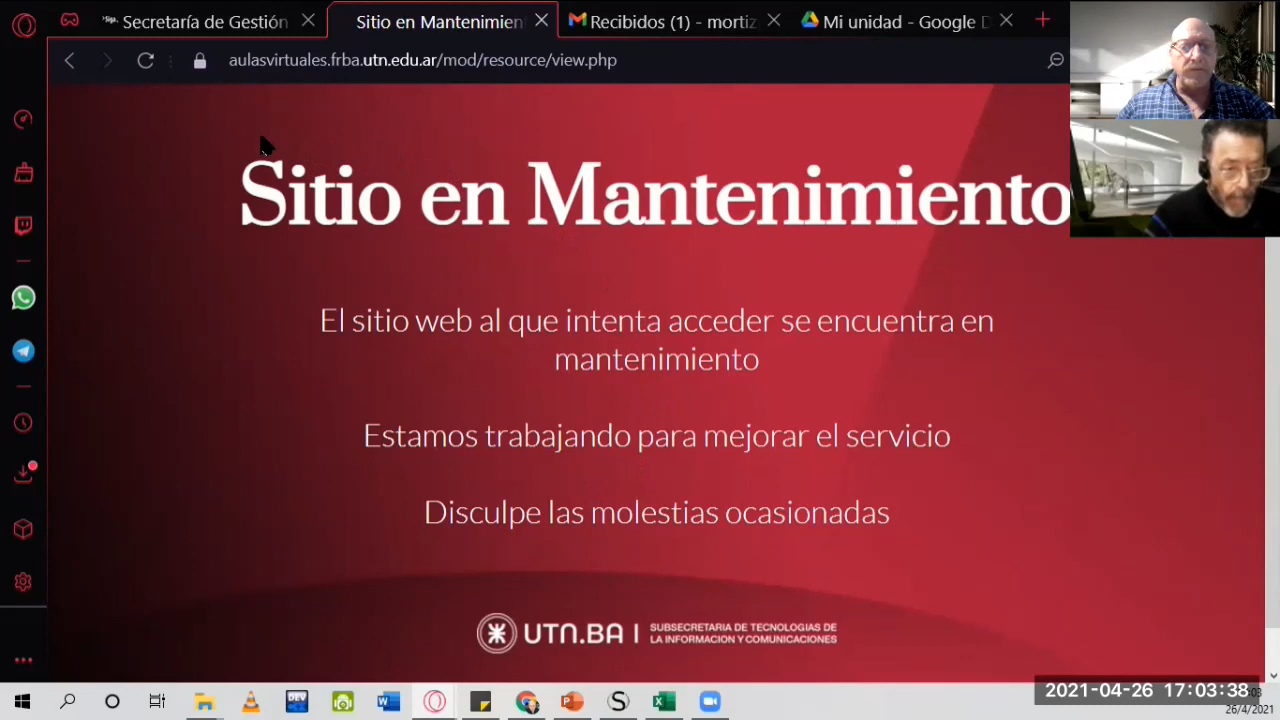 Secretaría de Gestión
Sitio en Mantenimien
Recibidos (1) - mortiz
Mi unidad - Google D
aulasvirtuales.frba.utn.edu.ar/mod/resource/view.php
Sitio en Mantenimiento
El sitio web al que intenta acceder se encuentra en
mantenimiento
Estamos trabajando para mejorar el servicio
Disculpe las molestias ocasionadas
UTN.BA |
SUBSECRETARIA DE TECNOLOGIAS DE
LA INFORMACION Y COMUNICACIONES
DEV
2021-04-26 17:03:38
26/4/2021